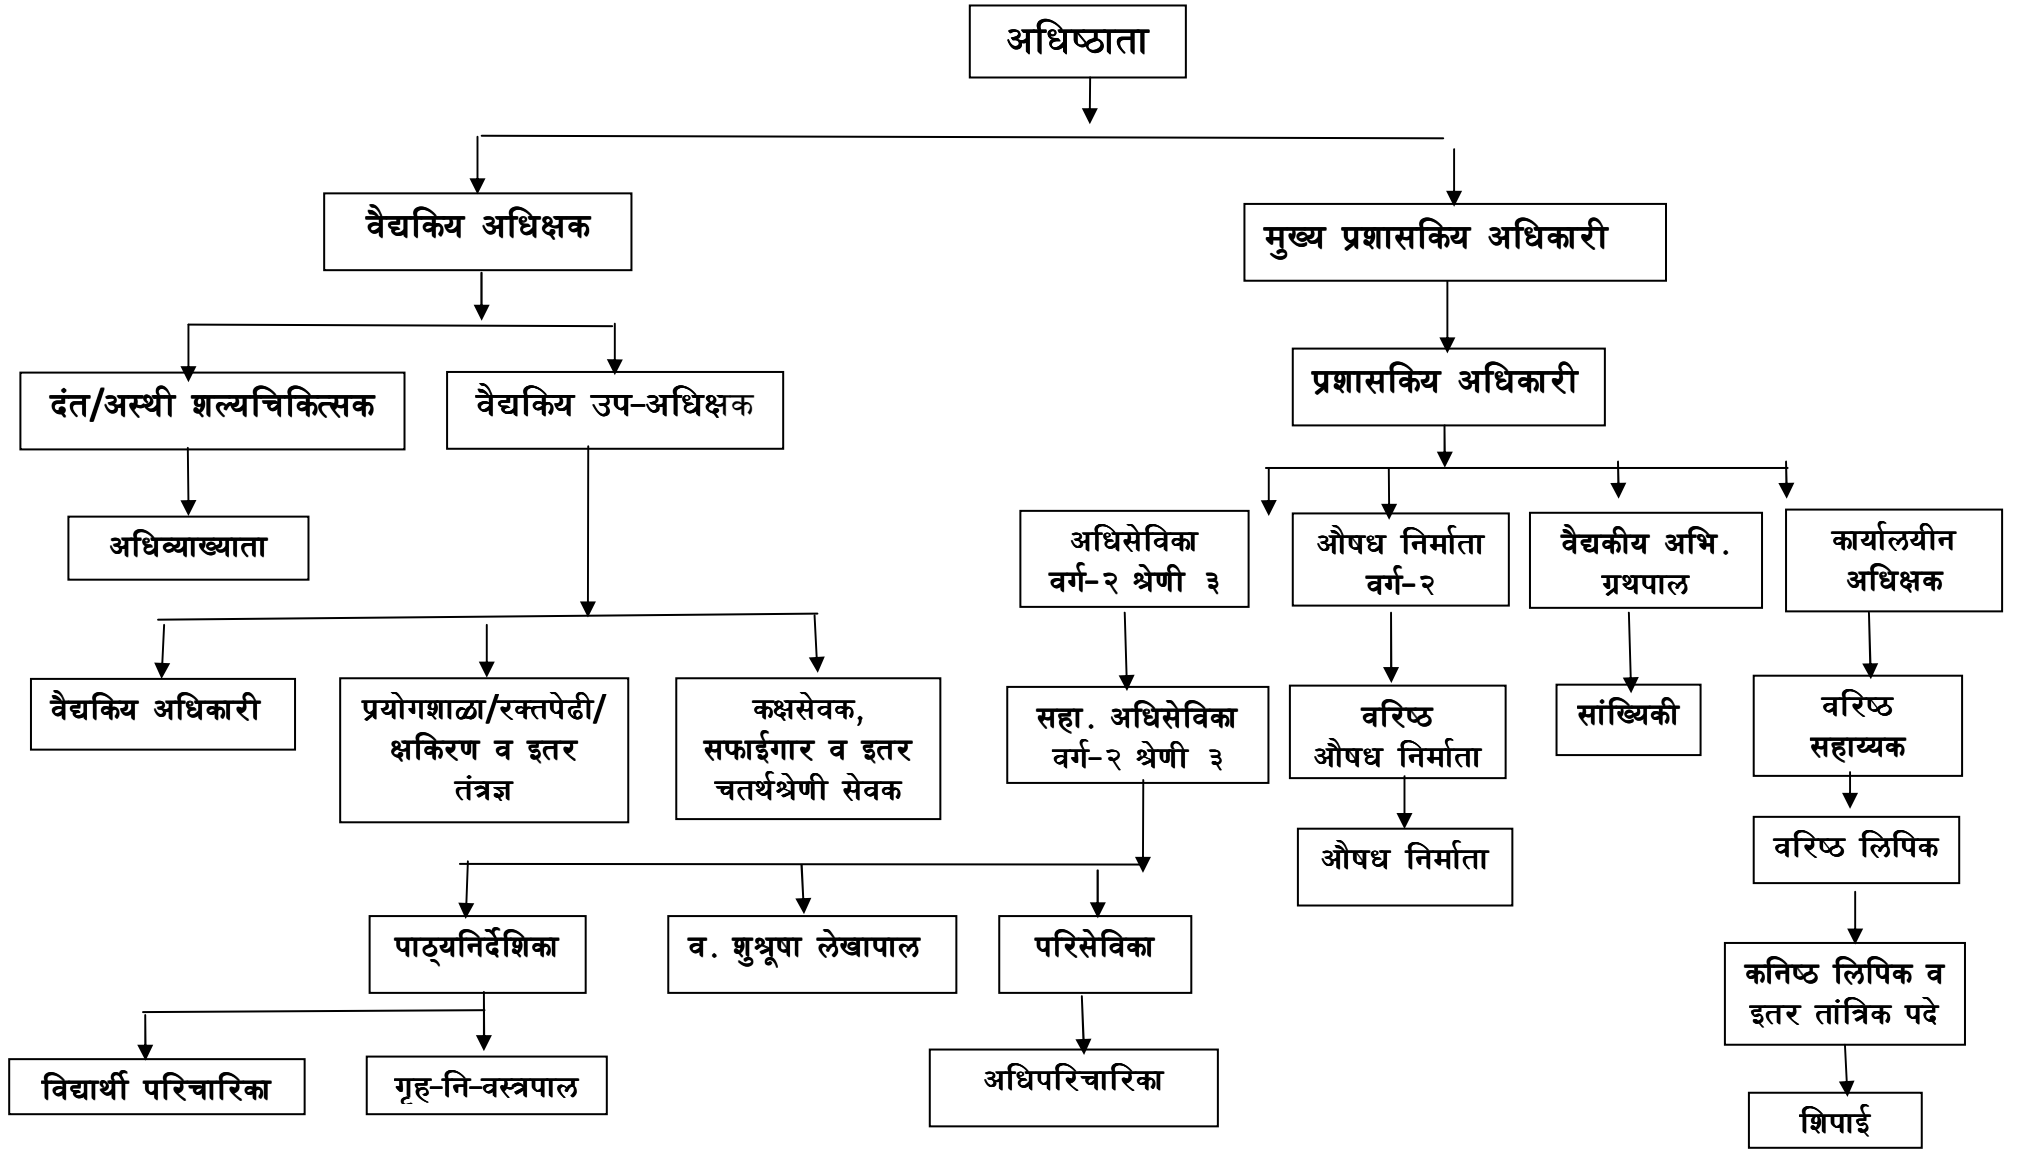 अधिष्ठाता
वैद्यकिय अधिक्षक
मुख्य प्रशासकिय अधिकारी
प्रशासकिय अधिकारी
दंत/अस्थी शल्यचिकित्सक
वैद्यकिय उप-अधिक्षक
अधिव्याख्याता
अधिसेविका
वर्ग-२ श्रेणी ३
औषध निर्माता
वर्ग-२
वैद्यकीय अभि.
ग्रथपाल
कार्यालयीन
अधिक्षक
वैद्यकिय अधिकारी
प्रयोगशाळा/रक्तपेढी/
क्षकिरण व इतर
तंत्रज्ञ
कक्षसेवक,
सफाईगार व इतर
चतर्थश्रेणी सेवक
सहा. अधिसेविका
वर्ग-२ श्रेणी ३
वरिष्ठ
औषध निर्माता
सांख्यिकी
वरिष्ठ
सहाय्यक
औषध निर्माता
वरिष्ठ लिपिक
पाठ्यनिर्देशिका
व. शुश्रूषा लेखापाल
परिसेविका
कनिष्ठ लिपिक व
इतर तांत्रिक पदे
विद्यार्थी परिचारिका
गृह-नि-वस्त्रपाल
अधिपरिचारिका
शिपाई